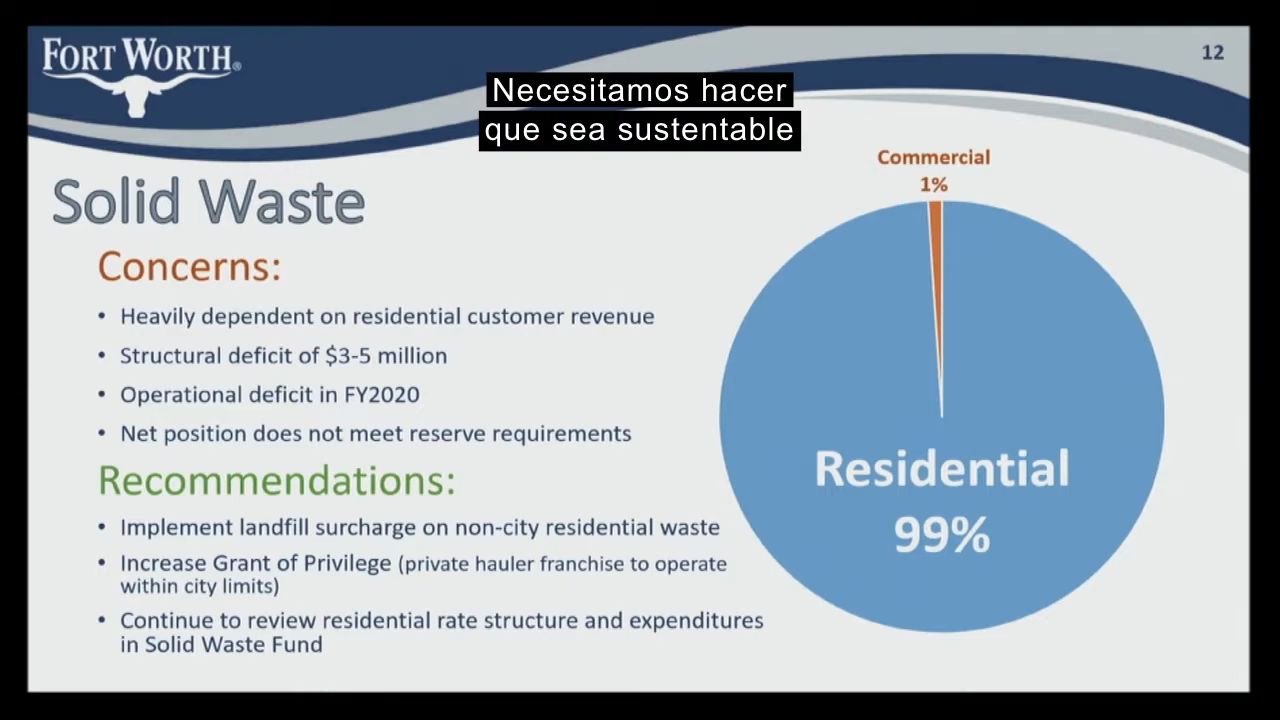 FORT WORTH®
12
Necesitamos hacer
que sea sustentable
Solid Waste
Concerns:
• Heavily dependent on residential customer revenue
• Structural deficit of $3-5 million
• Operational deficit in FY2020
• Net position does not meet reserve requirements
Recommendations:
• Implement landfill surcharge on non-city residential waste
• Increase Grant of Privilege (private hauler franchise to operate
within city limits)
• Continue to review residential rate structure and expenditures
in Solid Waste Fund
Commercial
1%
Residential
99%